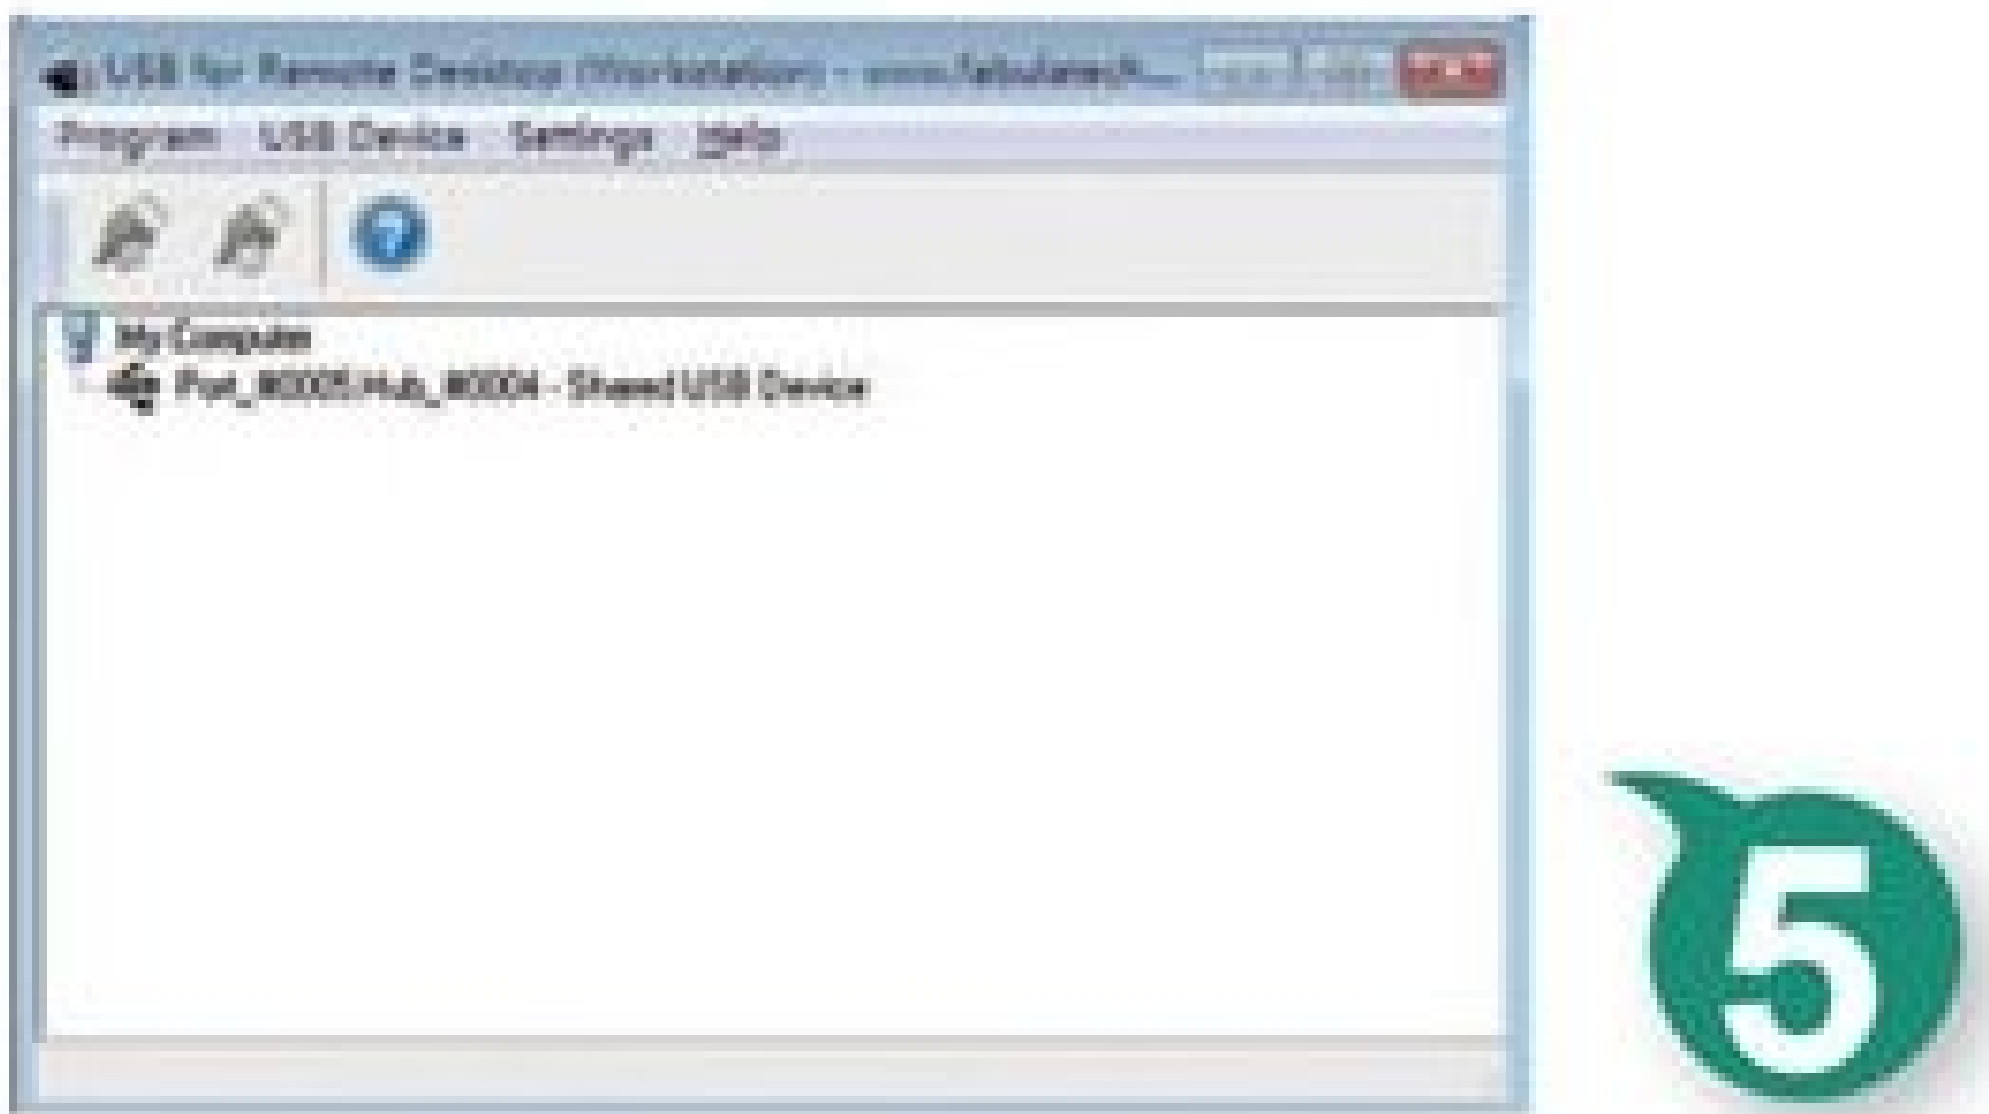 USB for Remote Desktop (Workstation) - www.fabulatech...
Program USB Device Settings Help
My Computer
Port_#0005.Hub_#0004 - Shared USB Device
5